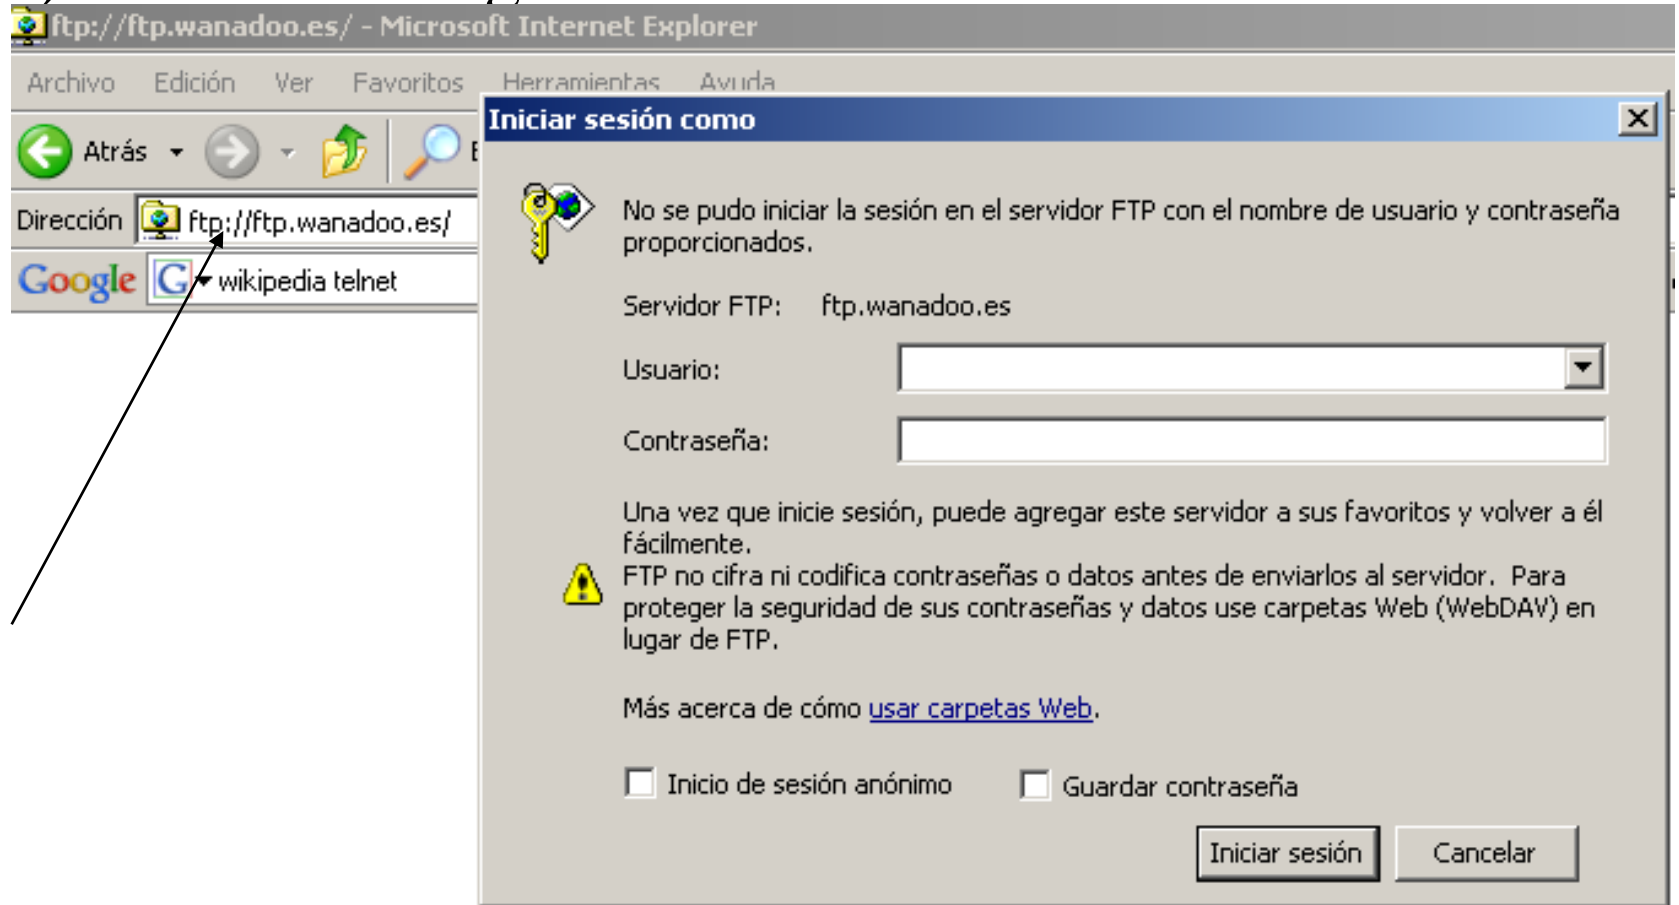 ftp://ftp.wanadoo.es/ - Microsoft Internet Explorer
Archivo Edición Ver Favoritos Herramientas Ayuda
Atrás
Dirección ftp://ftp.wanadoo.es/
Google G wikipedia telnet
Iniciar sesión como
No se pudo iniciar la sesión en el servidor FTP con el nombre de usuario y contraseña
proporcionados.
Servidor FTP: ftp.wanadoo.es
Usuario:
Contraseña:
Una vez que inicie sesión, puede agregar este servidor a sus favoritos y volver a él
fácilmente.
FTP no cifra ni codifica contraseñas o datos antes de enviarlos al servidor. Para
proteger la seguridad de sus contraseñas y datos use carpetas Web (WebDAV) en
lugar de FTP.
Más acerca de cómo usar carpetas Web.
Inicio de sesión anónimo Guardar contraseña
Iniciar sesión Cancelar